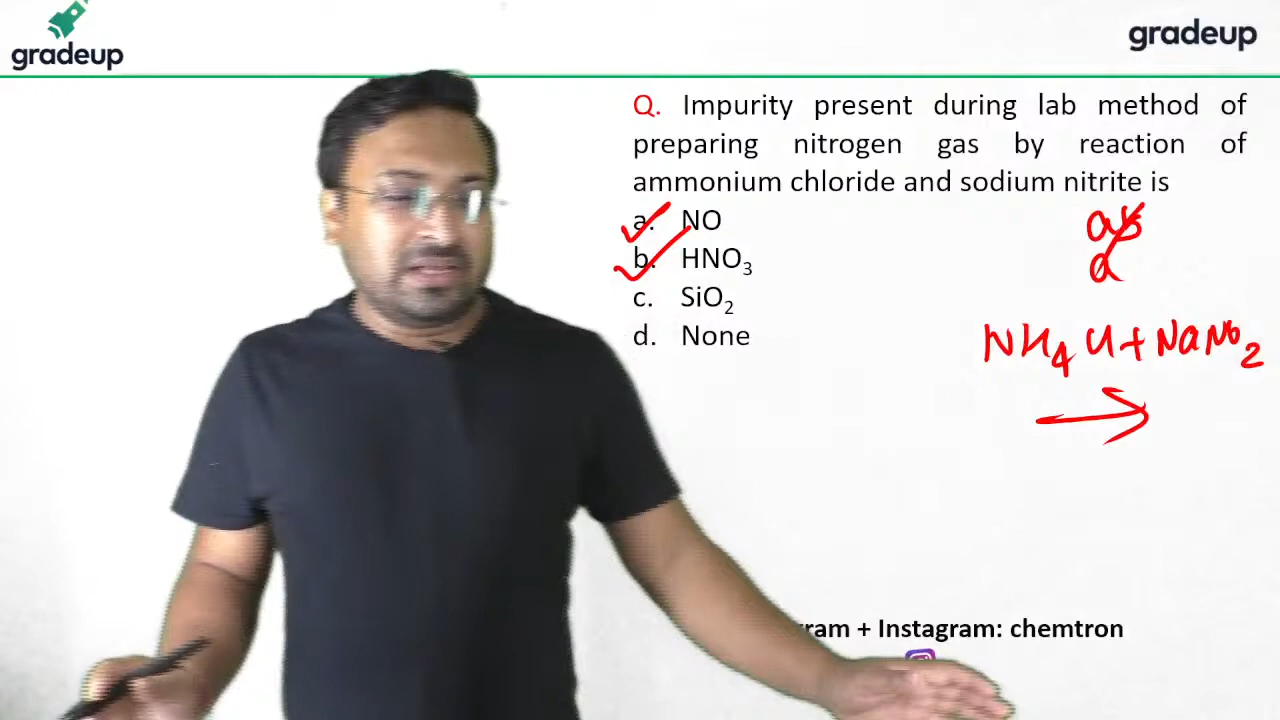 gradeup
gradeup
Q. Impurity present during lab method of
preparing nitrogen gas by reaction of
ammonium chloride and sodium nitrite is
a. NO
b. HNO₃
c. SiO₂
d. None
a
NH₄Cl + NaNO₂
→
ram + Instagram: chemtron